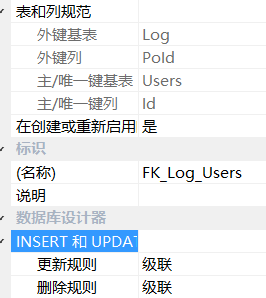 表和列规范
外键基表 Log
外键列 PoId
主/唯一键基表 Users
主/唯一键列 Id
在创建或重新启用 是
标识
(名称) FK_Log_Users
说明
数据库设计器
INSERT 和 UPDAT
更新规则 级联
删除规则 级联